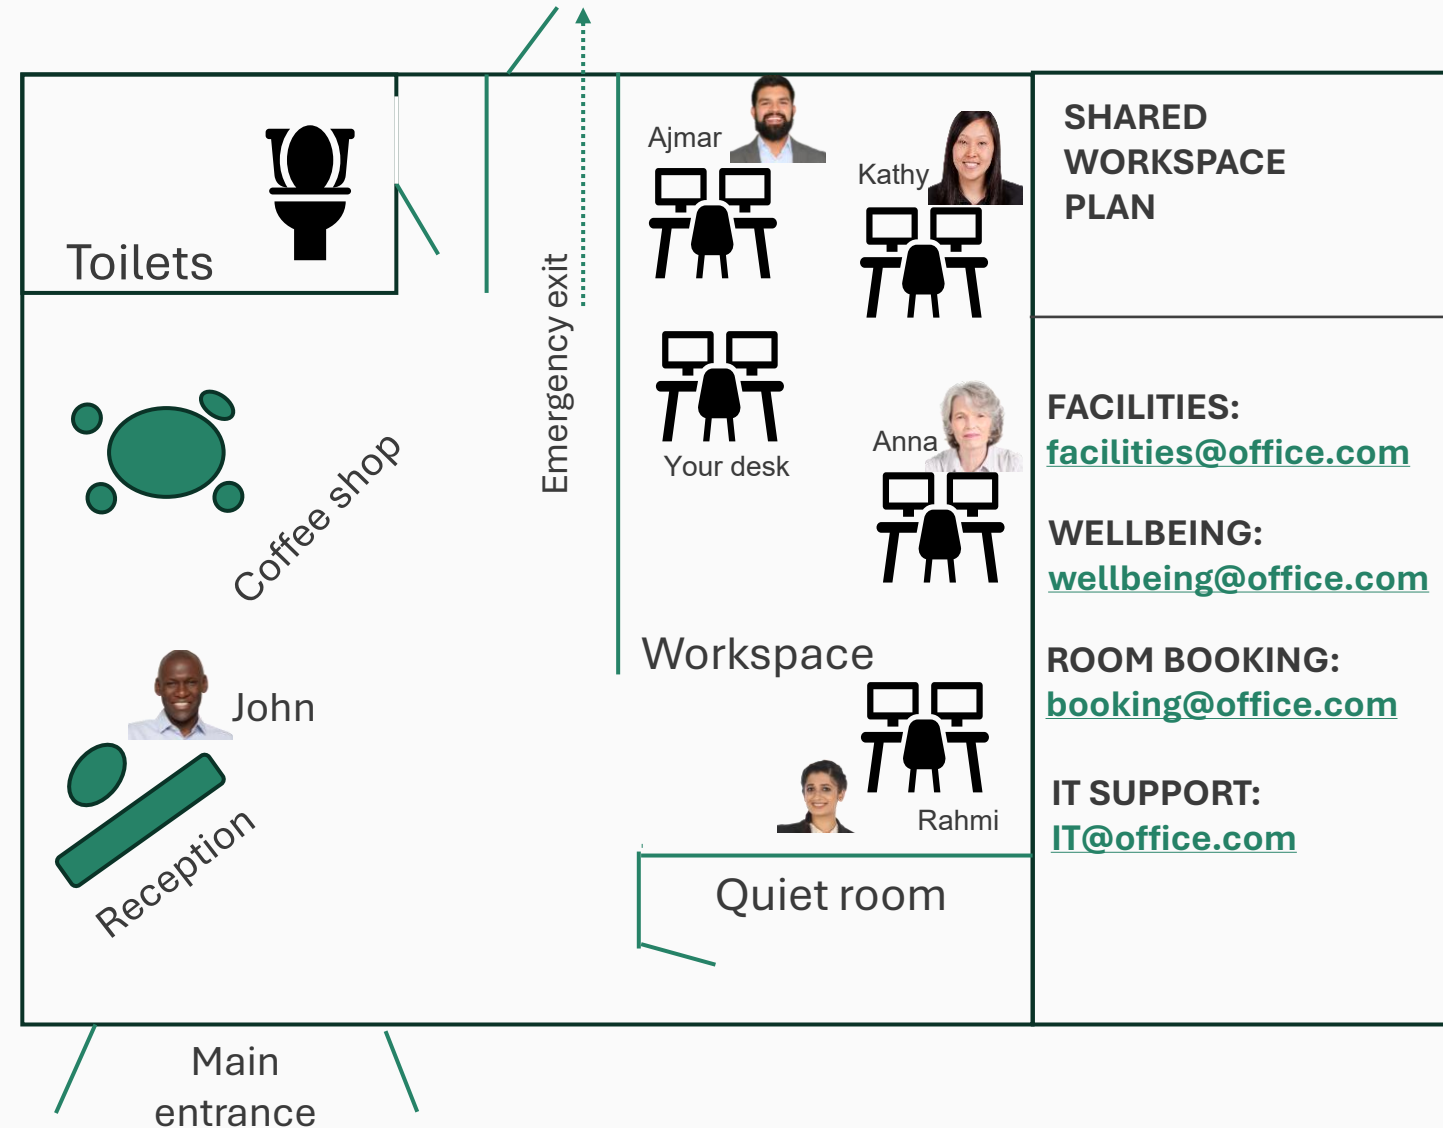 Toilets
Emergency exit
Ajmar
Kathy
Your desk
Anna
Coffee shop
Workspace
John
Rahmi
Reception
Quiet room
Main
entrance
SHARED
WORKSPACE
PLAN
FACILITIES:
facilities@office.com
WELLBEING:
wellbeing@office.com
ROOM BOOKING:
booking@office.com
IT SUPPORT:
IT@office.com